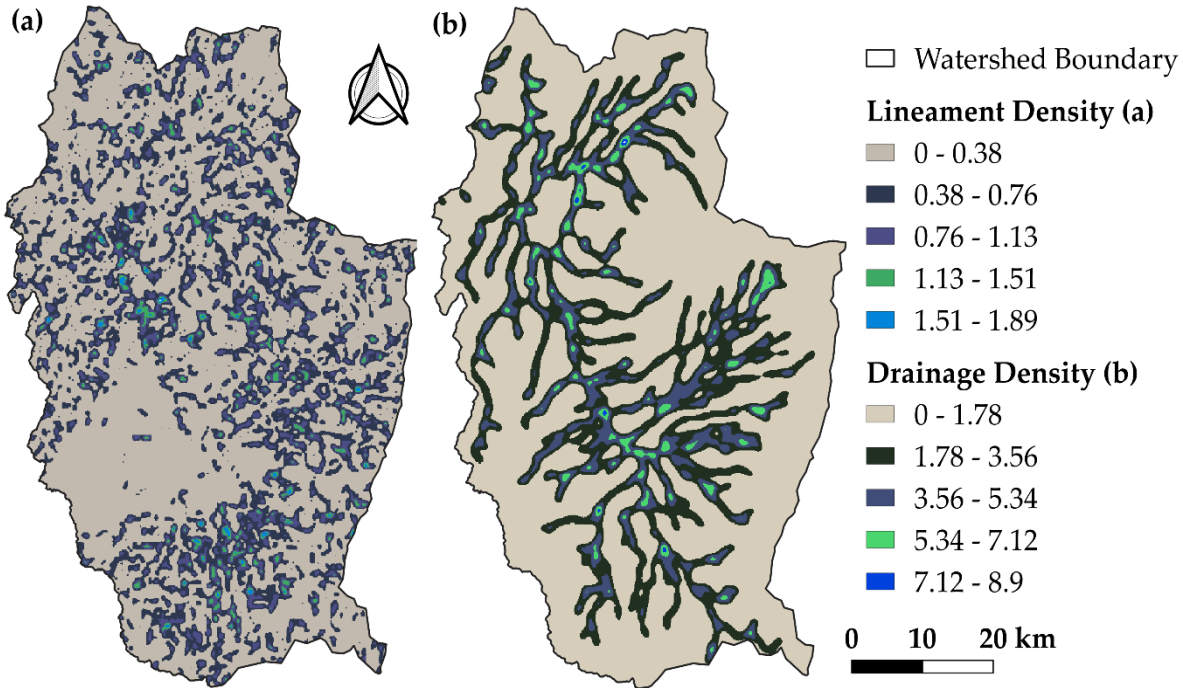 (a)
(b)
Watershed Boundary
Lineament Density (a)
0 - 0.38
0.38 - 0.76
0.76 - 1.13
1.13 - 1.51
1.51 - 1.89
Drainage Density (b)
0 - 1.78
1.78 - 3.56
3.56 - 5.34
5.34 - 7.12
7.12 - 8.9
0 10 20 km